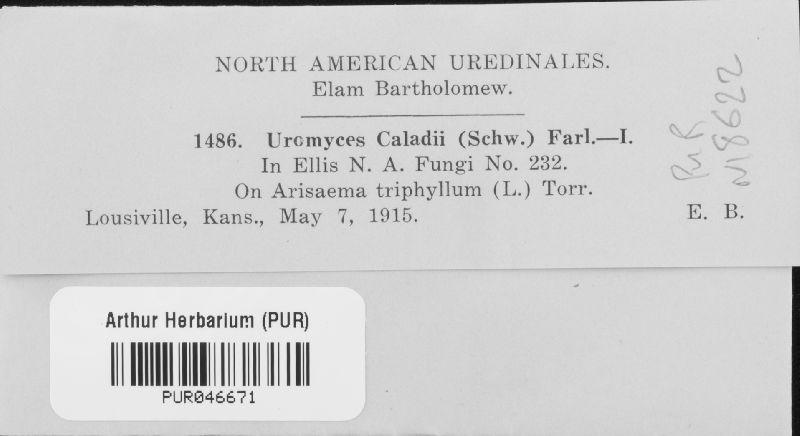 NORTH AMERICAN UREDINALES.
Elam Bartholomew.
1486. Uromyces Caladii (Schw.) Farl.—I.
In Ellis N. A. Fungi No. 232.
On Arisaema triphyllum (L.) Torr.
Lousiville, Kans., May 7, 1915. E. B.
PUR
N18622
Arthur Herbarium (PUR)
PUR046671